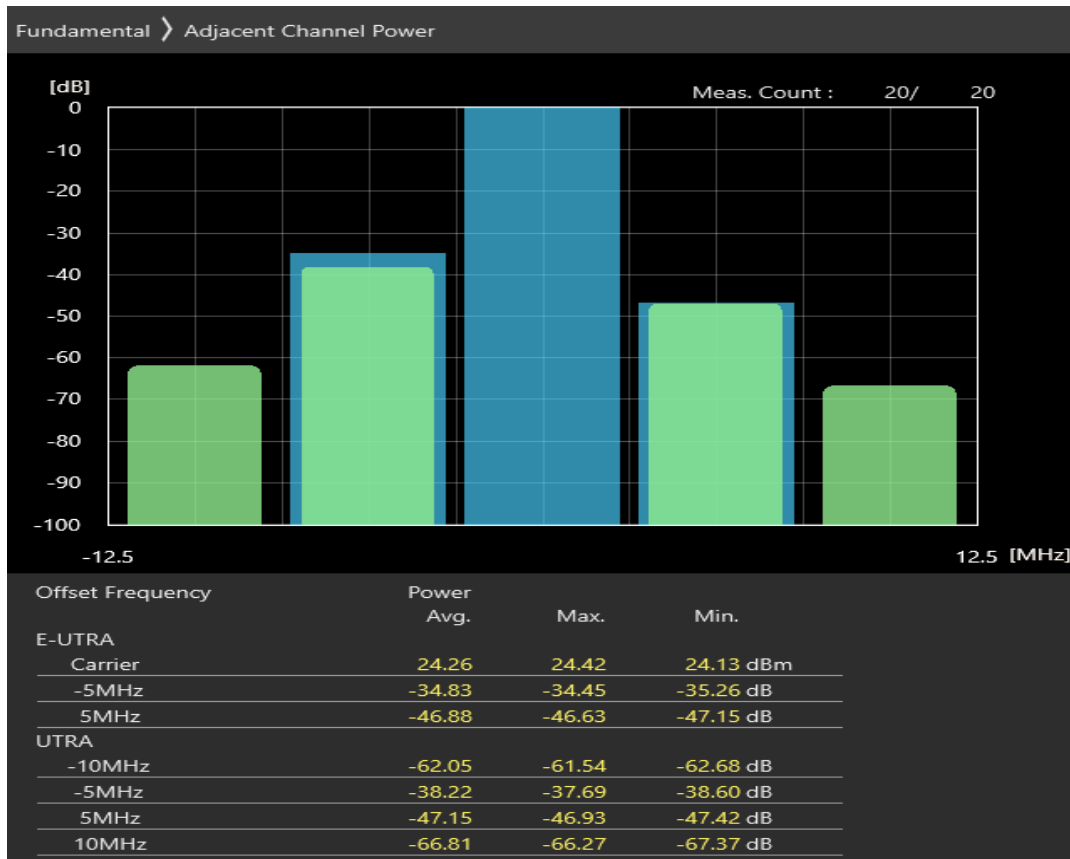 Fundamental ❯ Adjacent Channel Power
[dB]
Meas. Count : 20/ 20
0
-10
-20
-30
-40
-50
-60
-70
-80
-90
-100
-12.5 12.5 [MHz]
Offset Frequency Power
Avg. Max. Min.
E-UTRA
Carrier 24.26 24.42 24.13 dBm
-5MHz -34.83 -34.45 -35.26 dB
5MHz -46.88 -46.63 -47.15 dB
UTRA
-10MHz -62.05 -61.54 -62.68 dB
-5MHz -38.22 -37.69 -38.60 dB
5MHz -47.15 -46.93 -47.42 dB
10MHz -66.81 -66.27 -67.37 dB